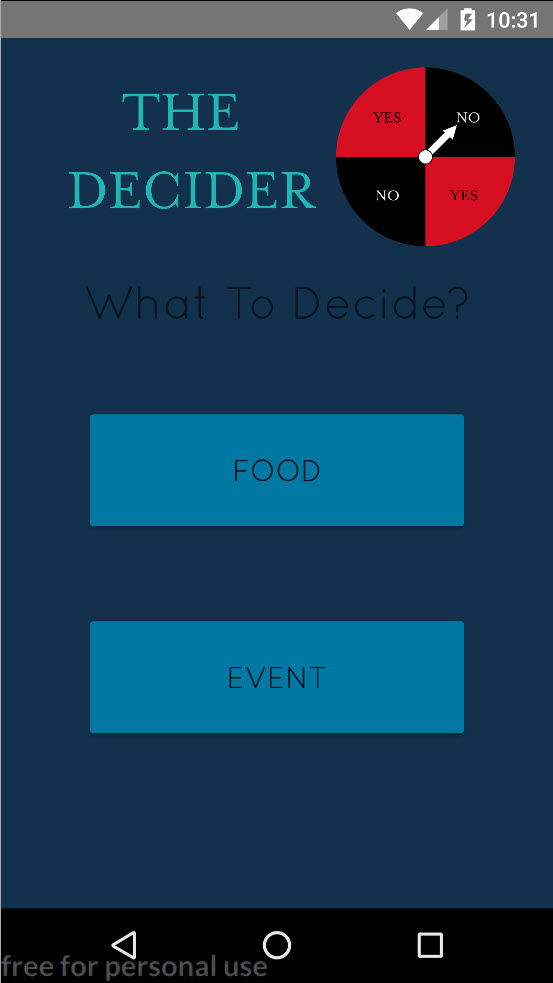 10:31
THE
DECIDER
YES
NO
NO
YES
What To Decide?
FOOD
EVENT
free for personal use